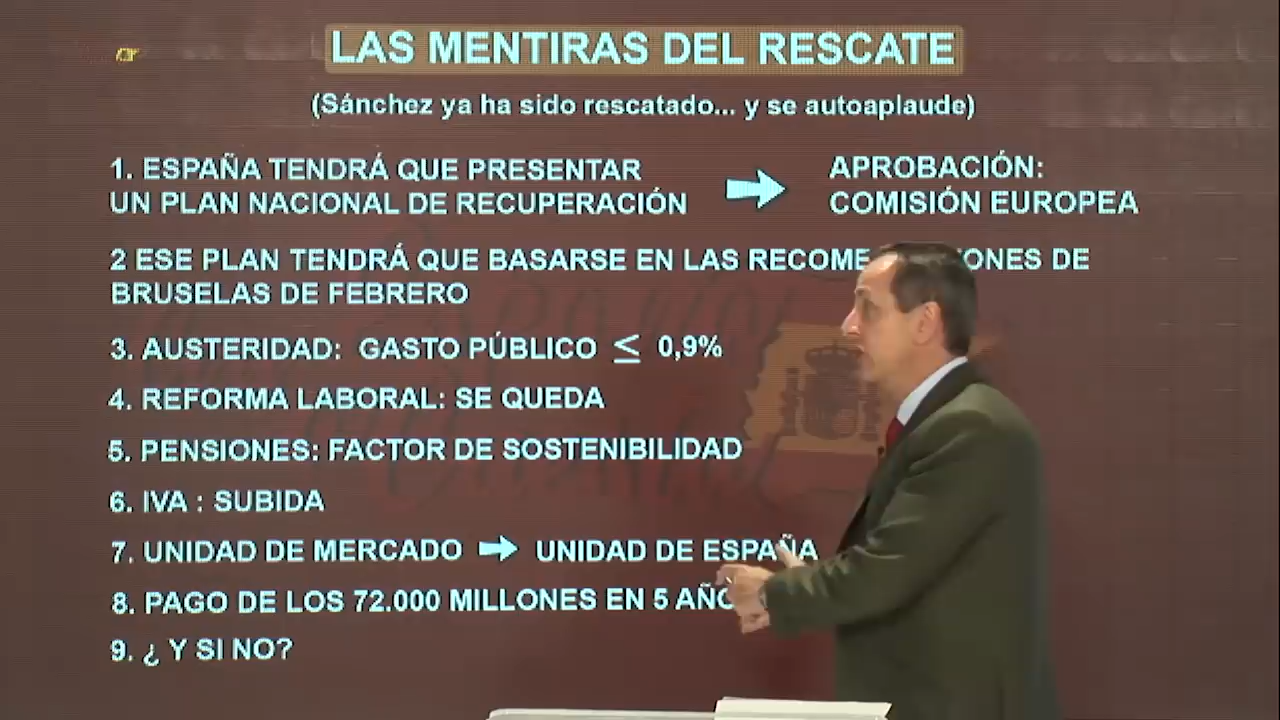 LAS MENTIRAS DEL RESCATE
(Sánchez ya ha sido rescatado... y se autoaplaude)
1. ESPAÑA TENDRÁ QUE PRESENTAR
UN PLAN NACIONAL DE RECUPERACIÓN
APROBACIÓN:
COMISIÓN EUROPEA
2 ESE PLAN TENDRÁ QUE BASARSE EN LAS DE
BRUSELAS DE FEBRERO
3. AUSTERIDAD: GASTO PÚBLICO ≤ 0,9%
4. REFORMA LABORAL: SE QUEDA
5. PENSIONES: FACTOR DE SOSTENIBILIDAD
6. IVA : SUBIDA
7. UNIDAD DE MERCADO UNIDAD DE ESPAÑA
8. PAGO DE LOS 72.000 MILLONES EN 5
9. ¿ Y SI NO?